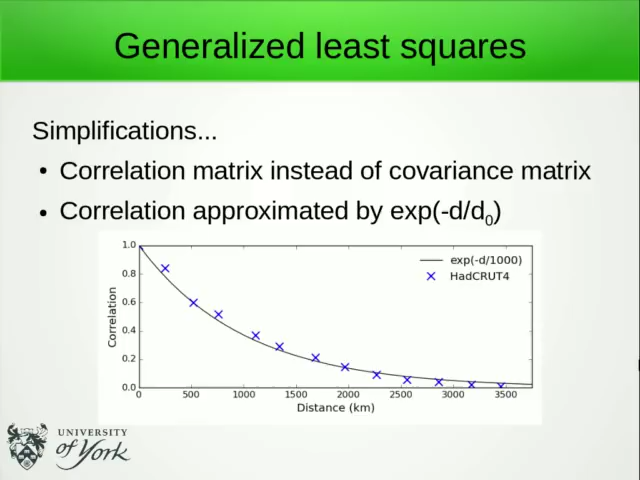 Generalized least squares
Simplifications...
• Correlation matrix instead of covariance matrix
• Correlation approximated by exp(-d/d₀)
1.0
0.8
0.6
0.4
0.2
0.0
Correlation
exp(-d/1000)
HadCRUT4
0 500 1000 1500 2000 2500 3000 3500
Distance (km)
UNIVERSITY
of York